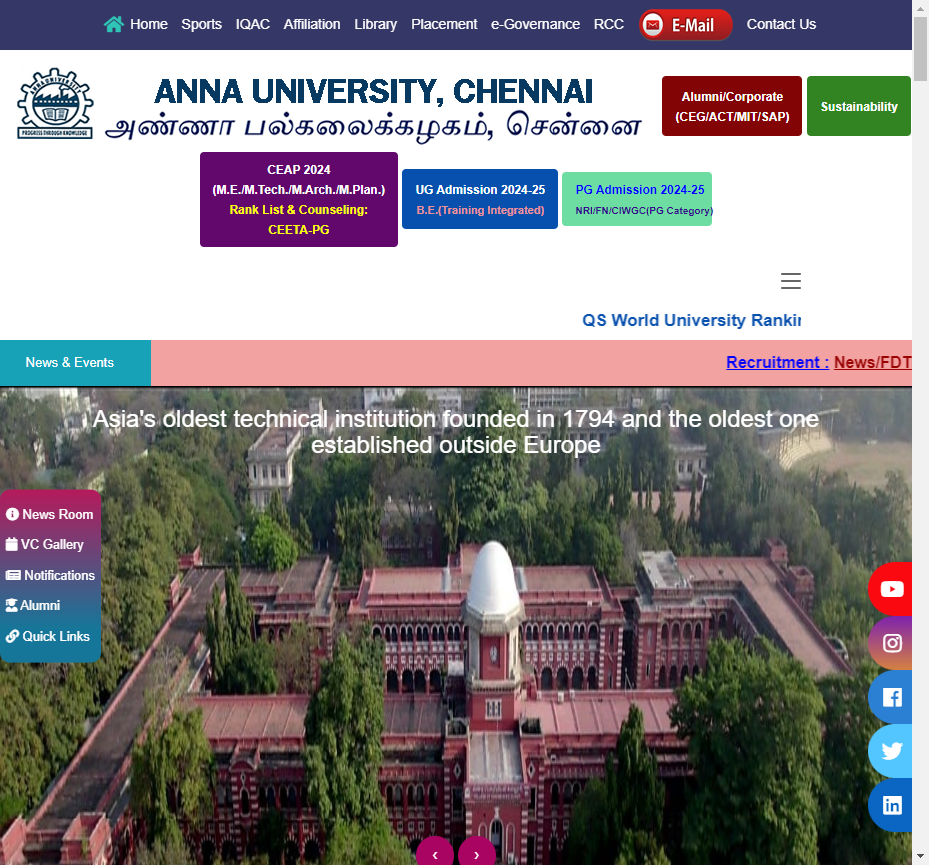 Home Sports IQAC Affiliation Library Placement e-Governance RCC E-Mail Contact Us
ANNA UNIVERSITY
PROGRESS THROUGH KNOWLEDGE
ANNA UNIVERSITY, CHENNAI
அண்ணா பல்கலைக்கழகம், சென்னை
Alumni/Corporate
(CEG/ACT/MIT/SAP)
Sustainability
CEAP 2024
(M.E./M.Tech./M.Arch./M.Plan.)
Rank List & Counseling:
CEETA-PG
UG Admission 2024-25
B.E.(Training Integrated)
PG Admission 2024-25
NRI/FN/CIWGC(PG Category)
QS World University
News & Events
Recruitment : News/FDT
Asia's oldest technical institution founded in 1794 and the oldest one
established outside Europe
News Room
VC Gallery
Notifications
Alumni
Quick Links